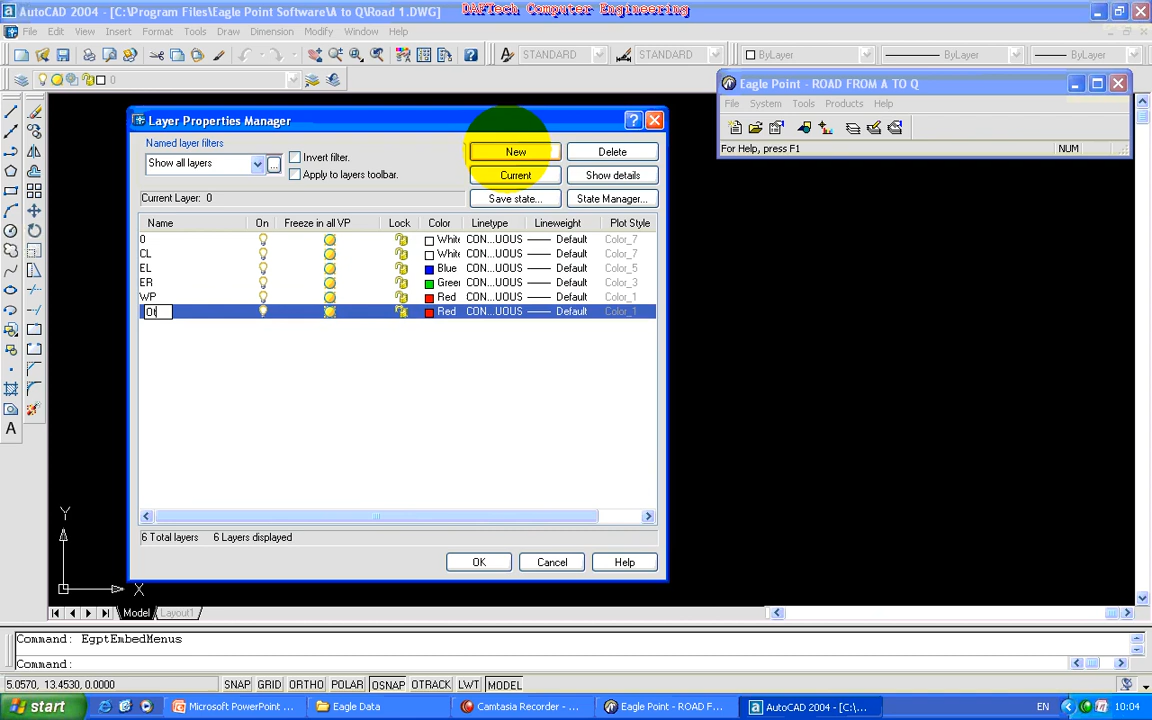 AutoCAD 2004 - [C:\Program Files\Eagle Point Software\A to Q\Road 1.DWG]
DAFTech Computer Engineering
File Edit View Insert Format Tools Draw Dimension Modify Window Help
STANDARD STANDARD ByLayer ByLayer ByLayer
0
Eagle Point - ROAD FROM A TO Q
File System Tools Products Help
For Help, press F1 NUM
Layer Properties Manager
Named layer filters
Show all layers
...
Invert filter.
Apply to layers toolbar.
New Delete
Current Show details
Save state... State Manager...
Current Layer: 0
Name On Freeze in all VP Lock Color Linetype Lineweight Plot Style
0 White CON...UOUS Default Color_7
CL White CON...UOUS Default Color_7
EL Blue CON...UOUS Default Color_5
ER Green CON...UOUS Default Color_3
WP Red CON...UOUS Default Color_1
Ot Red CON...UOUS Default Color_1
6 Total layers 6 Layers displayed
OK Cancel Help
Y
X
Model Layout1
Command: EgptEmbedMenus
Command:
5.0570, 13.4530, 0.0000 SNAP GRID ORTHO POLAR OSNAP OTRACK LWT MODEL
start Microsoft PowerPoint ... Eagle Data Camtasia Recorder - ... Eagle Point - ROAD F... AutoCAD 2004 - [C:\... EN 10:04